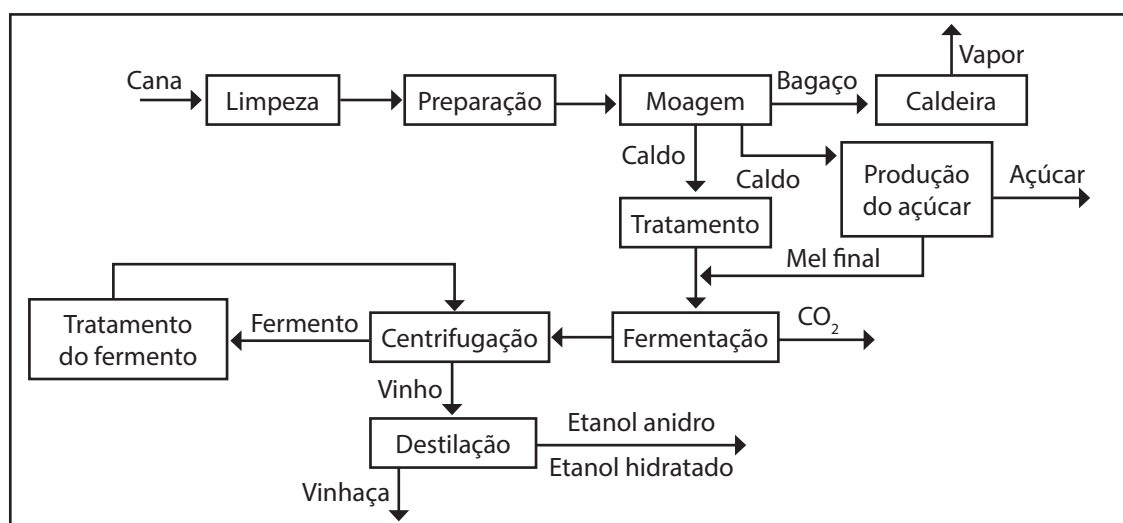 Vapor
Cana
Limpeza
Preparação
Moagem
Bagaço
Caldeira
Caldo
Caldo
Produção
do açúcar
Açúcar
Tratamento
Mel final
Tratamento
do fermento
Fermento
Centrifugação
Fermentação
CO₂
Vinho
Destilação
Etanol anidro
Etanol hidratado
Vinhaça